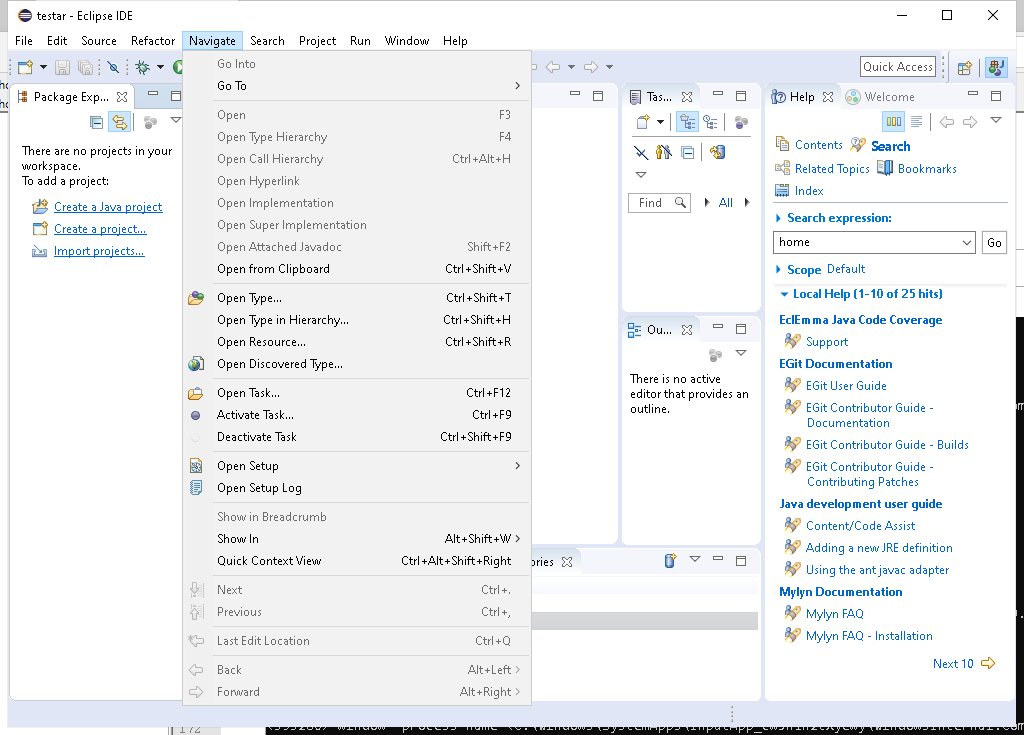 testar - Eclipse IDE
File Edit Source Refactor Navigate Search Project Run Window Help
Quick Access
Package Exp...
There are no projects in your
workspace.
To add a project:
Create a Java project
Create a project...
Import projects...
Go Into
Go To
Open F3
Open Type Hierarchy F4
Open Call Hierarchy Ctrl+Alt+H
Open Hyperlink
Open Implementation
Open Super Implementation
Open Attached Javadoc Shift+F2
Open from Clipboard Ctrl+Shift+V
Open Type... Ctrl+Shift+T
Open Type in Hierarchy... Ctrl+Shift+H
Open Resource... Ctrl+Shift+R
Open Discovered Type...
Open Task... Ctrl+F12
Activate Task... Ctrl+F9
Deactivate Task Ctrl+Shift+F9
Open Setup
Open Setup Log
Show in Breadcrumb
Show In Alt+Shift+W
Quick Context View Ctrl+Alt+Shift+Right
Next Ctrl+.
Previous Ctrl+,
Last Edit Location Ctrl+Q
Back Alt+Left
Forward Alt+Right
Tas...
Find
All
Ou...
There is no active
editor that provides an
outline.
ories
Help Welcome
Contents Search
Related Topics Bookmarks
Index
Search expression:
home Go
Scope Default
Local Help (1-10 of 25 hits)
EclEmma Java Code Coverage
Support
EGit Documentation
EGit User Guide
EGit Contributor Guide -
Documentation
EGit Contributor Guide - Builds
EGit Contributor Guide -
Contributing Patches
Java development user guide
Content/Code Assist
Adding a new JRE definition
Using the ant javac adapter
Mylyn Documentation
Mylyn FAQ
Mylyn FAQ - Installation
Next 10
172